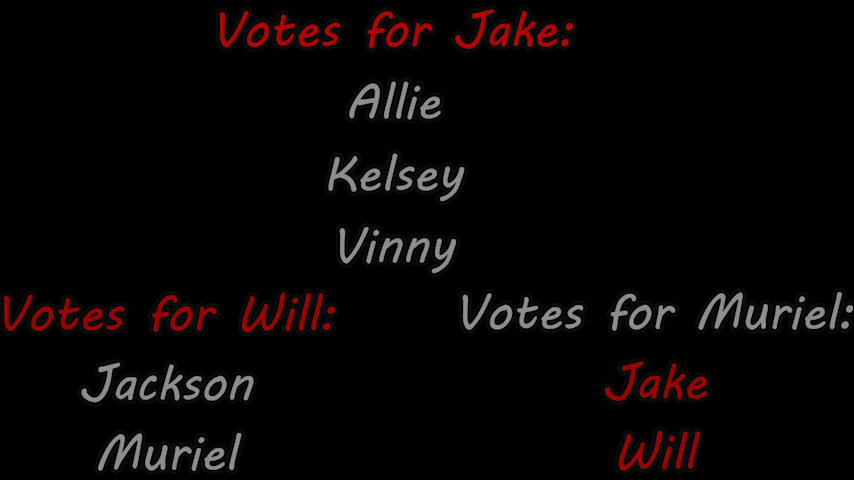 Votes for Jake:
Allie
Kelsey
Vinny
Votes for Will:
Jackson
Muriel
Votes for Muriel:
Jake
Will